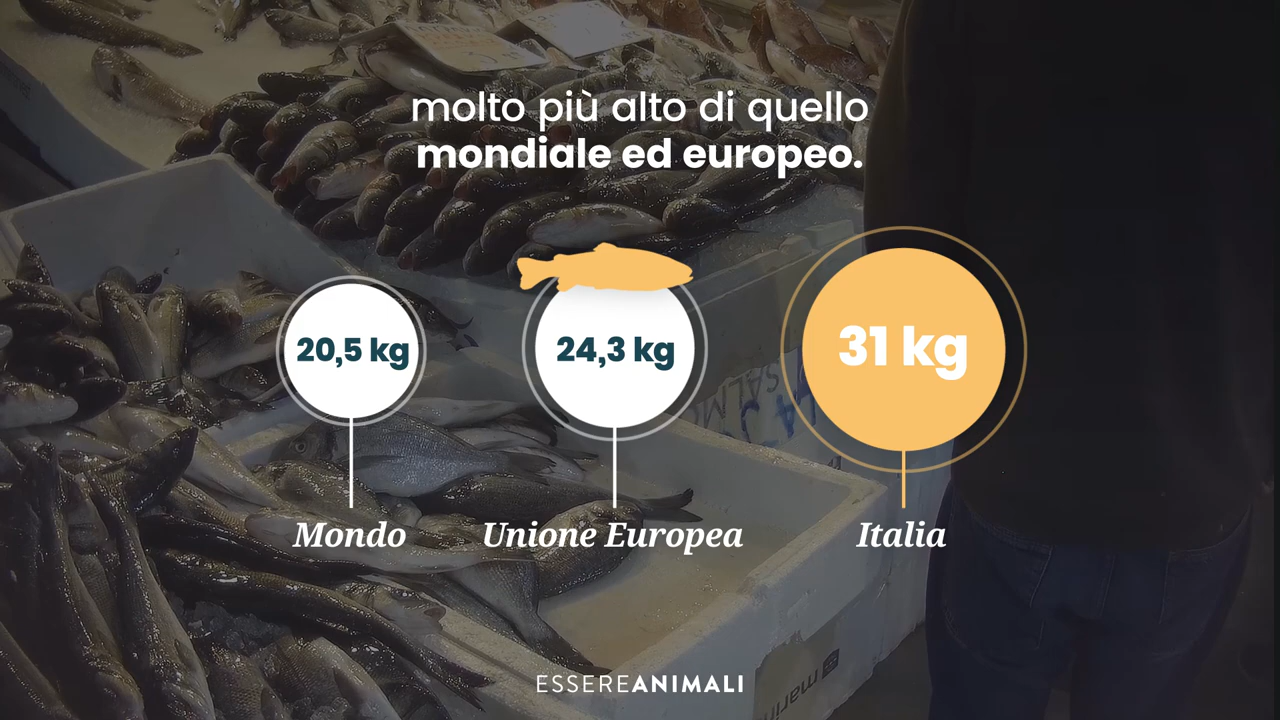 molto più alto di quello
mondiale ed europeo.
20,5 kg
24,3 kg
31 kg
Mondo
Unione Europea
Italia
ESSEREANIMALI